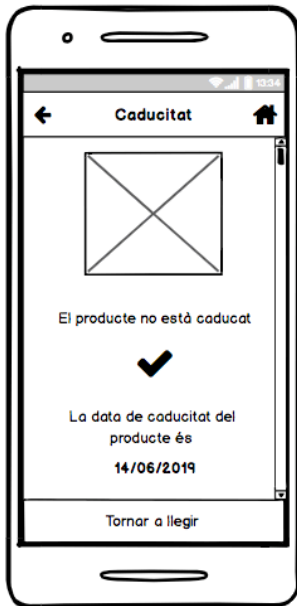 13:34
Caducitat
El producte no està caducat
La data de caducitat del
producte és
14/06/2019
Tornar a llegir